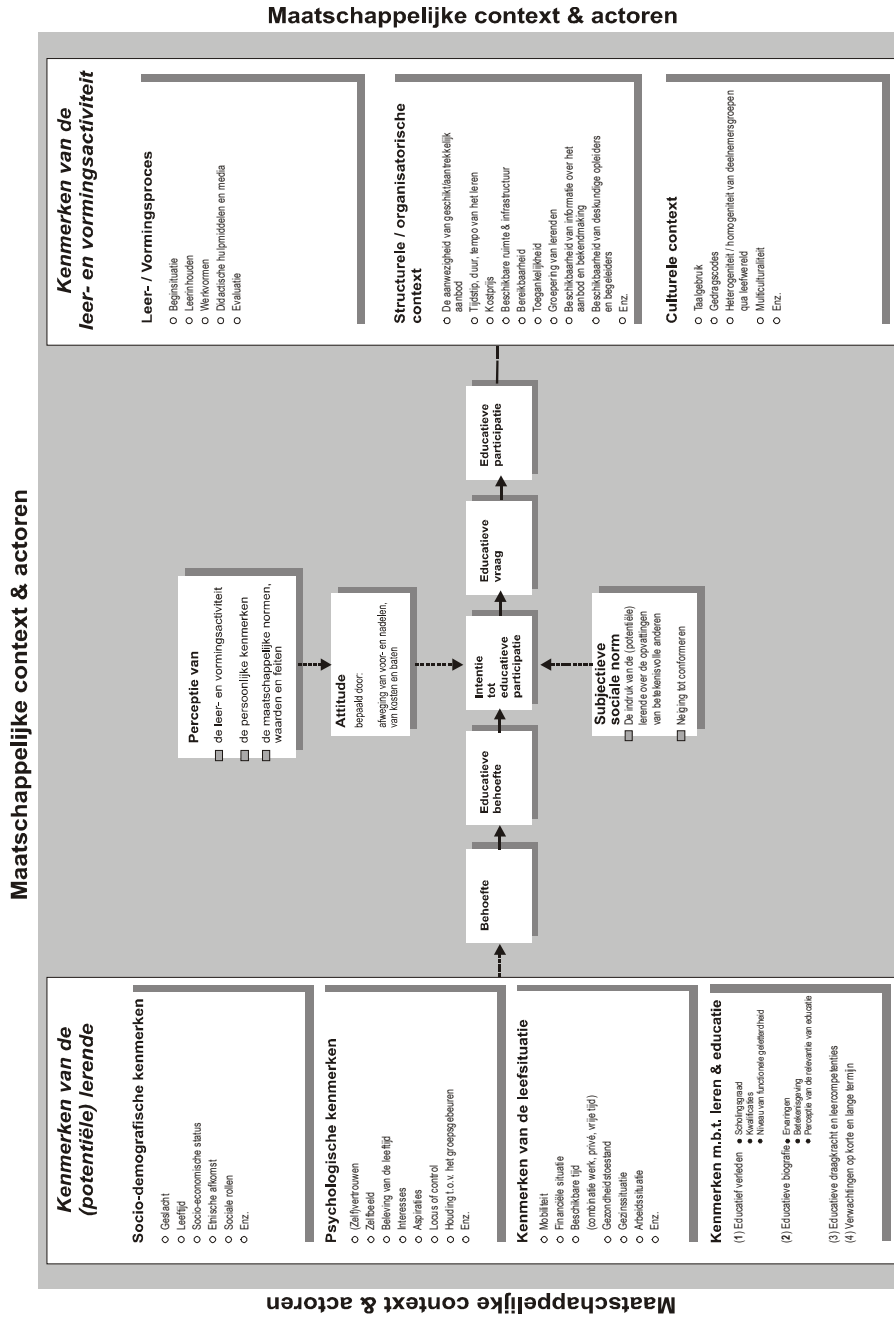 Maatschappelijke context & actoren
Maatschappelijke context & actoren
Maatschappelijke context & actoren
Kenmerken van de
(potentiële) lerende
Socio-demografische kenmerken
Geslacht
Leeftijd
Socio-economische status
Etnische afkomst
Sociale rollen
Enz.
Psychologische kenmerken
(Zelf)vertrouwen
Zelfbeeld
Beleving van de leeftijd
Interesses
Aspiraties
Locus of control
Houding t.o.v. het groepsgebeuren
Enz.
Kenmerken van de leefsituatie
Mobiliteit
Financiële situatie
Beschikbare tijd
(combinatie werk, privé, vrije tijd)
Gezondheidstoestand
Gezinssituatie
Arbeidssituatie
Enz.
Kenmerken m.b.t. leren & educatie
(1) Educatief verleden • Scholingsgraad
• Kwalificaties
• Niveau van functionele geletterdheid
(2) Educatieve biografie • Ervaringen
• Betekenisgeving
• Perceptie van de relevantie van educatie
(3) Educatieve draagkracht en leercompetenties
(4) Verwachtingen op korte en lange termijn
Perceptie van
de leer- en vormingsactiviteit
de persoonlijke kenmerken
de maatschappelijke normen,
waarden en feiten
Attitude
bepaald door:
afweging van voor- en nadelen,
van kosten en baten
Behoefte
Educatieve
behoefte
Intentie
tot
educatieve
participatie
Educatieve
vraag
Educatieve
participatie
Subjectieve
sociale norm
De indruk van de (potentiële)
lerende over de opvattingen
van betekenisvolle anderen
Neiging tot conformeren
Kenmerken van de
leer- en vormingsactiviteit
Leer- / Vormingsproces
Beginsituatie
Leerinhouden
Werkvormen
Didactische hulpmiddelen en media
Evaluatie
Structurele / organisatorische
context
De aanwezigheid van geschikt/aantrekkelijk
aanbod
Tijdstip, duur, tempo van het leren
Kostprijs
Beschikbare ruimte & infrastructuur
Bereikbaarheid
Toegankelijkheid
Groepering van lerenden
Beschikbaarheid van informatie over het
aanbod en bekendmaking
Beschikbaarheid van deskundige opleiders
en begeleiders
Enz.
Culturele context
Taalgebruik
Gedragscodes
Heterogeniteit / homogeniteit van deelnemersgroepen
qua leefwereld
Multiculturaliteit
Enz.